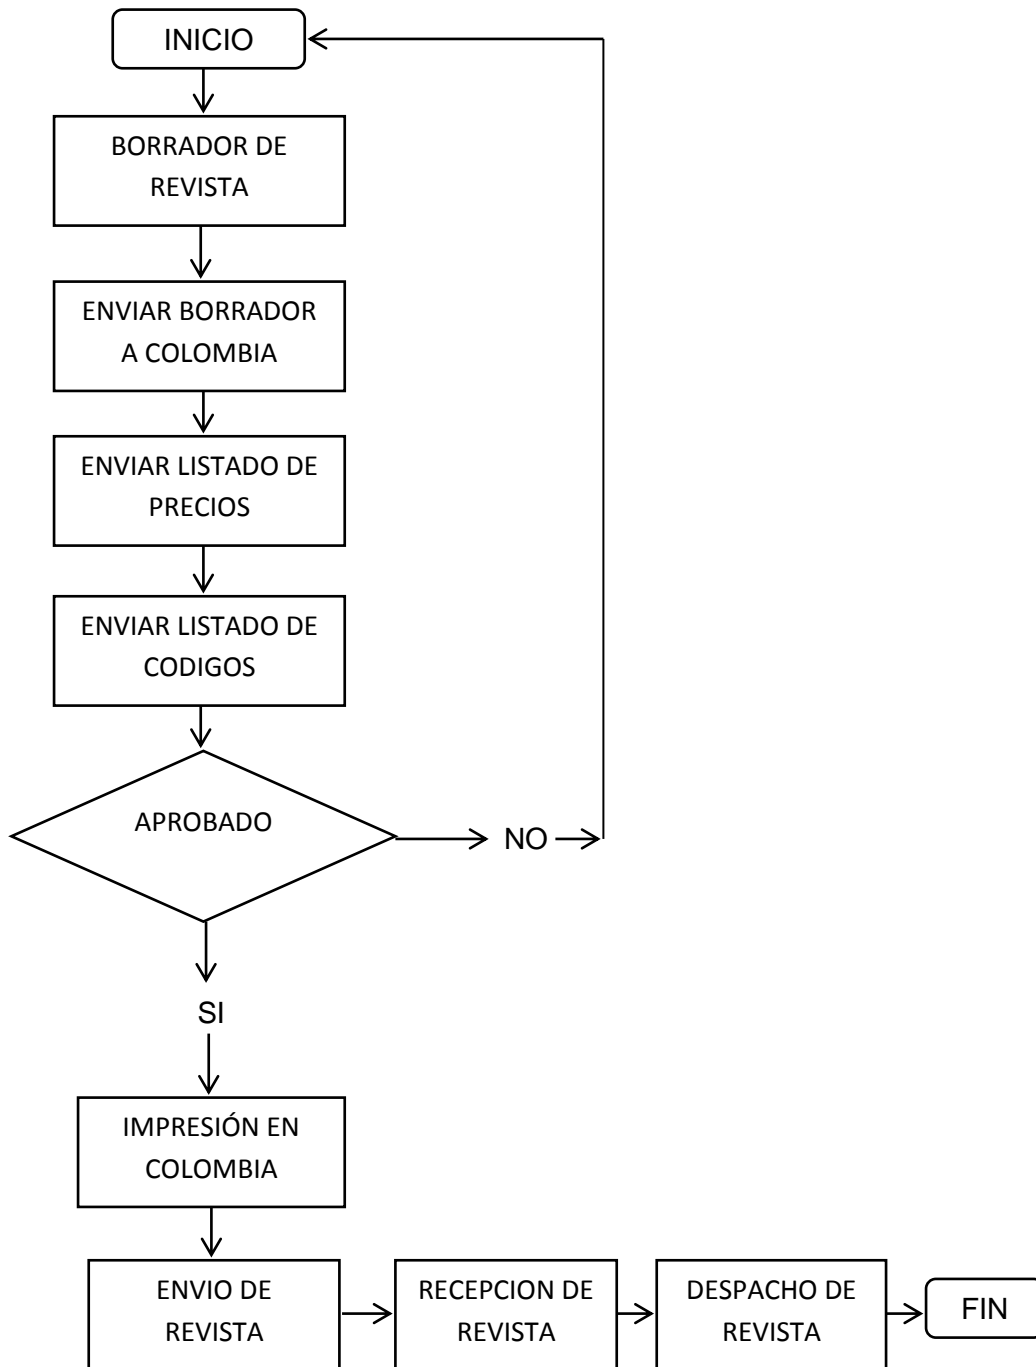 INICIO
BORRADOR DE
REVISTA
ENVIAR BORRADOR
A COLOMBIA
ENVIAR LISTADO DE
PRECIOS
ENVIAR LISTADO DE
CODIGOS
APROBADO
NO
SI
IMPRESIÓN EN
COLOMBIA
ENVIO DE
REVISTA
RECEPCION DE
REVISTA
DESPACHO DE
REVISTA
FIN